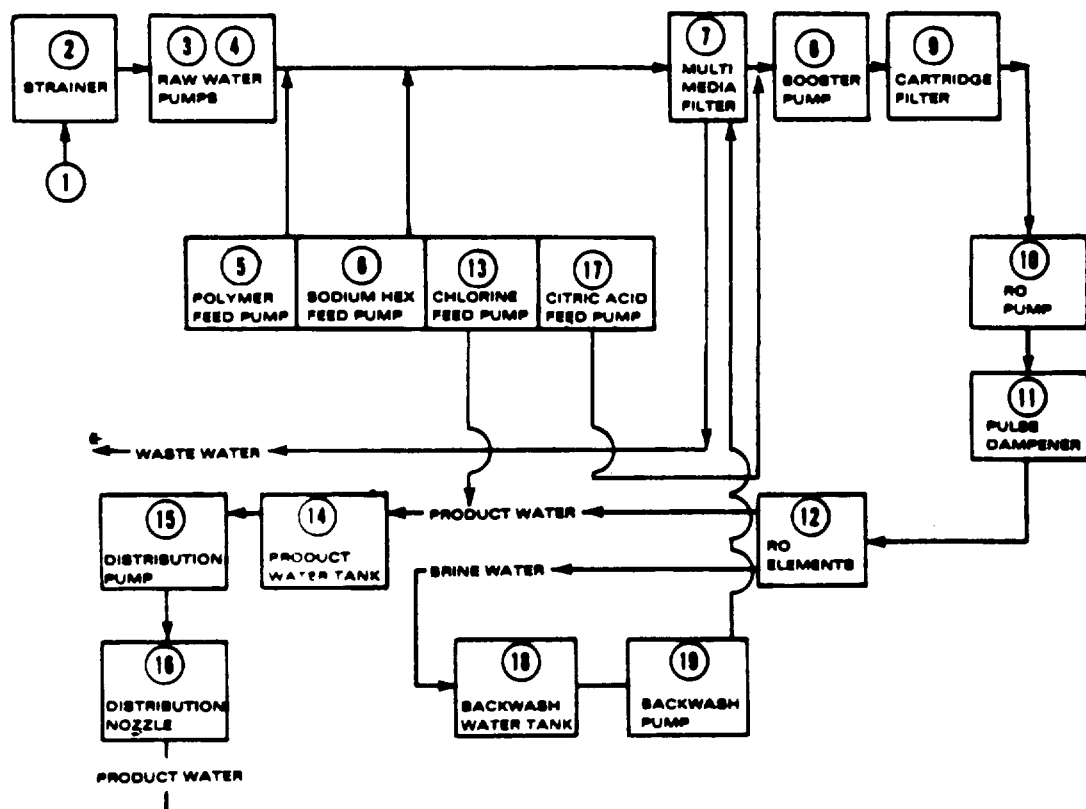 2
STRAINER
1
3 4
RAW WATER
PUMPS
7
MULTI
MEDIA
FILTER
8
BOOSTER
PUMP
9
CARTRIDGE
FILTER
5
POLYMER
FEED PUMP
6
SODIUM HEX
FEED PUMP
13
CHLORINE
FEED PUMP
17
CITRIC ACID
FEED PUMP
10
RO
PUMP
11
PULSE
DAMPENER
WASTE WATER
15
DISTRIBUTION
PUMP
14
PRODUCT
WATER TANK
PRODUCT WATER
12
RO
ELEMENTS
BRINE WATER
16
DISTRIBUTION
NOZZLE
18
BACKWASH
WATER TANK
19
BACKWASH
PUMP
PRODUCT WATER